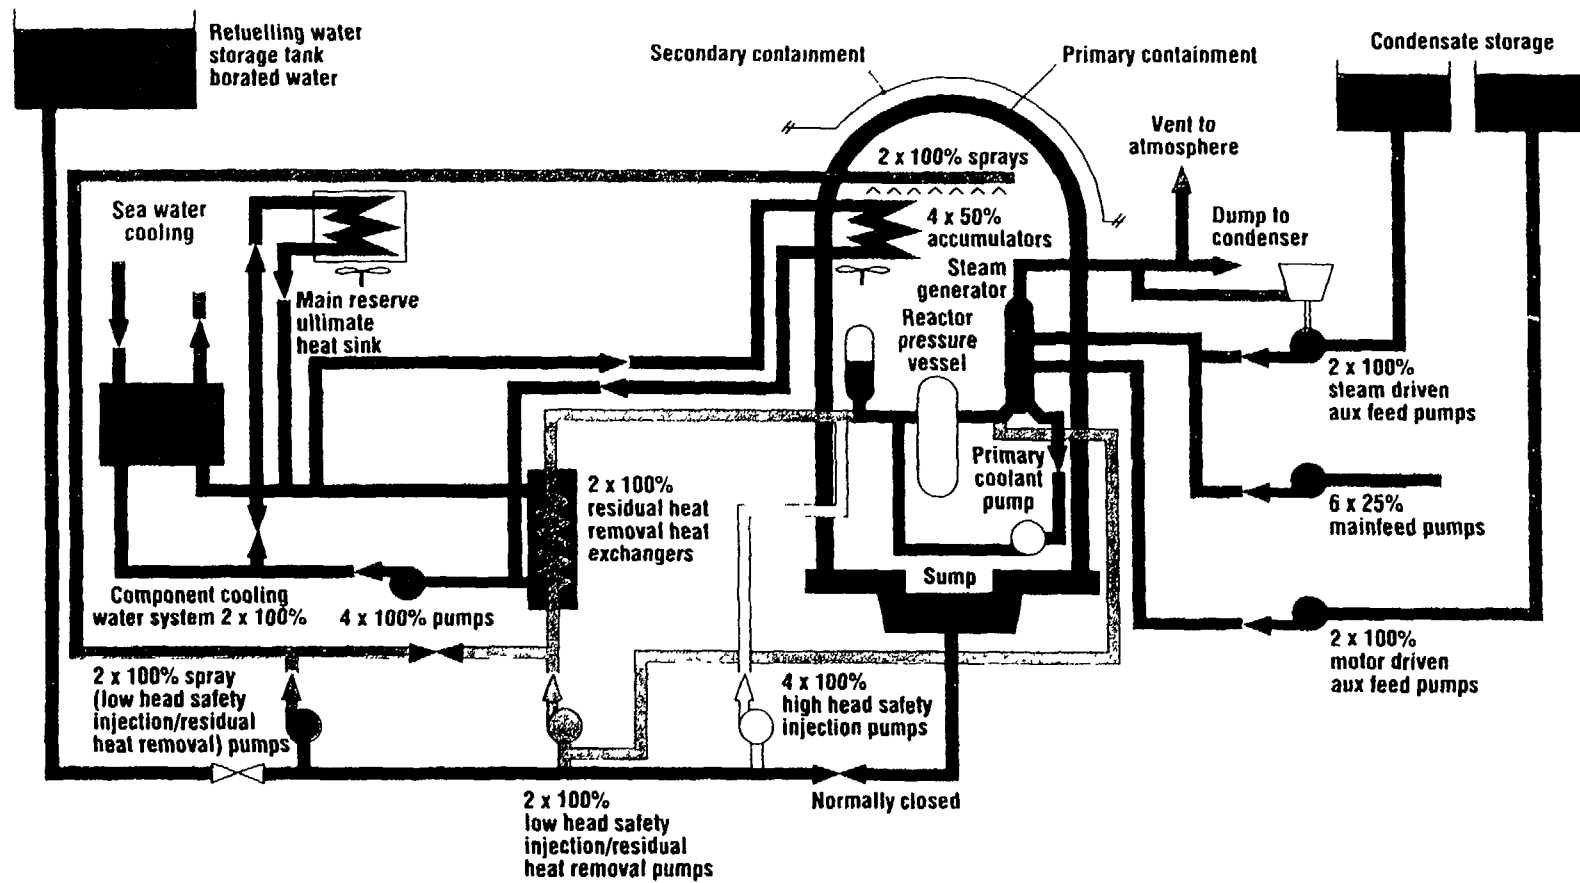 Refuelling water
storage tank
borated water
Secondary containment
Primary containment
Condensate storage
Vent to
atmosphere
2 x 100% sprays
Sea water
cooling
4 x 50%
accumulators
Dump to
condenser
Steam
generator
Main reserve
ultimate
heat sink
Reactor
pressure
vessel
2 x 100%
steam driven
aux feed pumps
Primary
coolant
pump
2 x 100%
residual heat
removal heat
exchangers
6 x 25%
mainfeed pumps
Sump
Component cooling
water system 2 x 100%
4 x 100% pumps
2 x 100%
motor driven
aux feed pumps
2 x 100% spray
(low head safety
injection/residual
heat removal) pumps
4 x 100%
high head safety
injection pumps
Normally closed
2 x 100%
low head safety
injection/residual
heat removal pumps